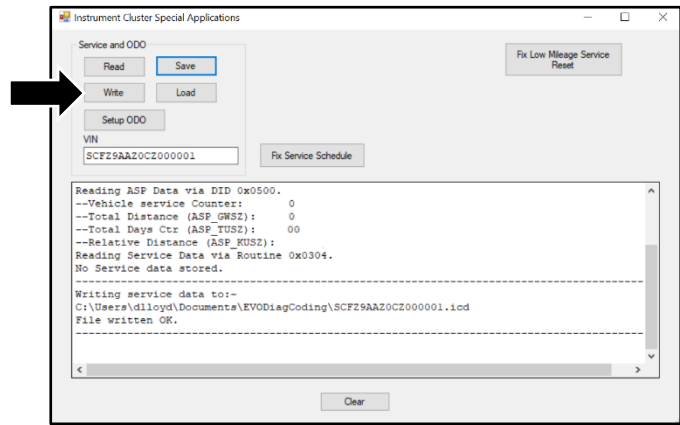 Instrument Cluster Special Applications
Service and ODO
Read Save
Write Load
Setup ODO
Fix Low Mileage Service
Reset
VIN
SCFZ9AAZ0CZ000001
Fix Service Schedule
Reading ASP Data via DID 0x0500.
--Vehicle service Counter: 0
--Total Distance (ASP_GWSZ): 0
--Total Days Ctr (ASP_TUSZ): 00
--Relative Distance (ASP_KUSZ):
Reading Service Data via Routine 0x0304.
No Service data stored.
Writing service data to:-
C:\Users\dlloyd\Documents\EVODiagCoding\SCFZ9AAZ0CZ000001.icd
File written OK.
Clear